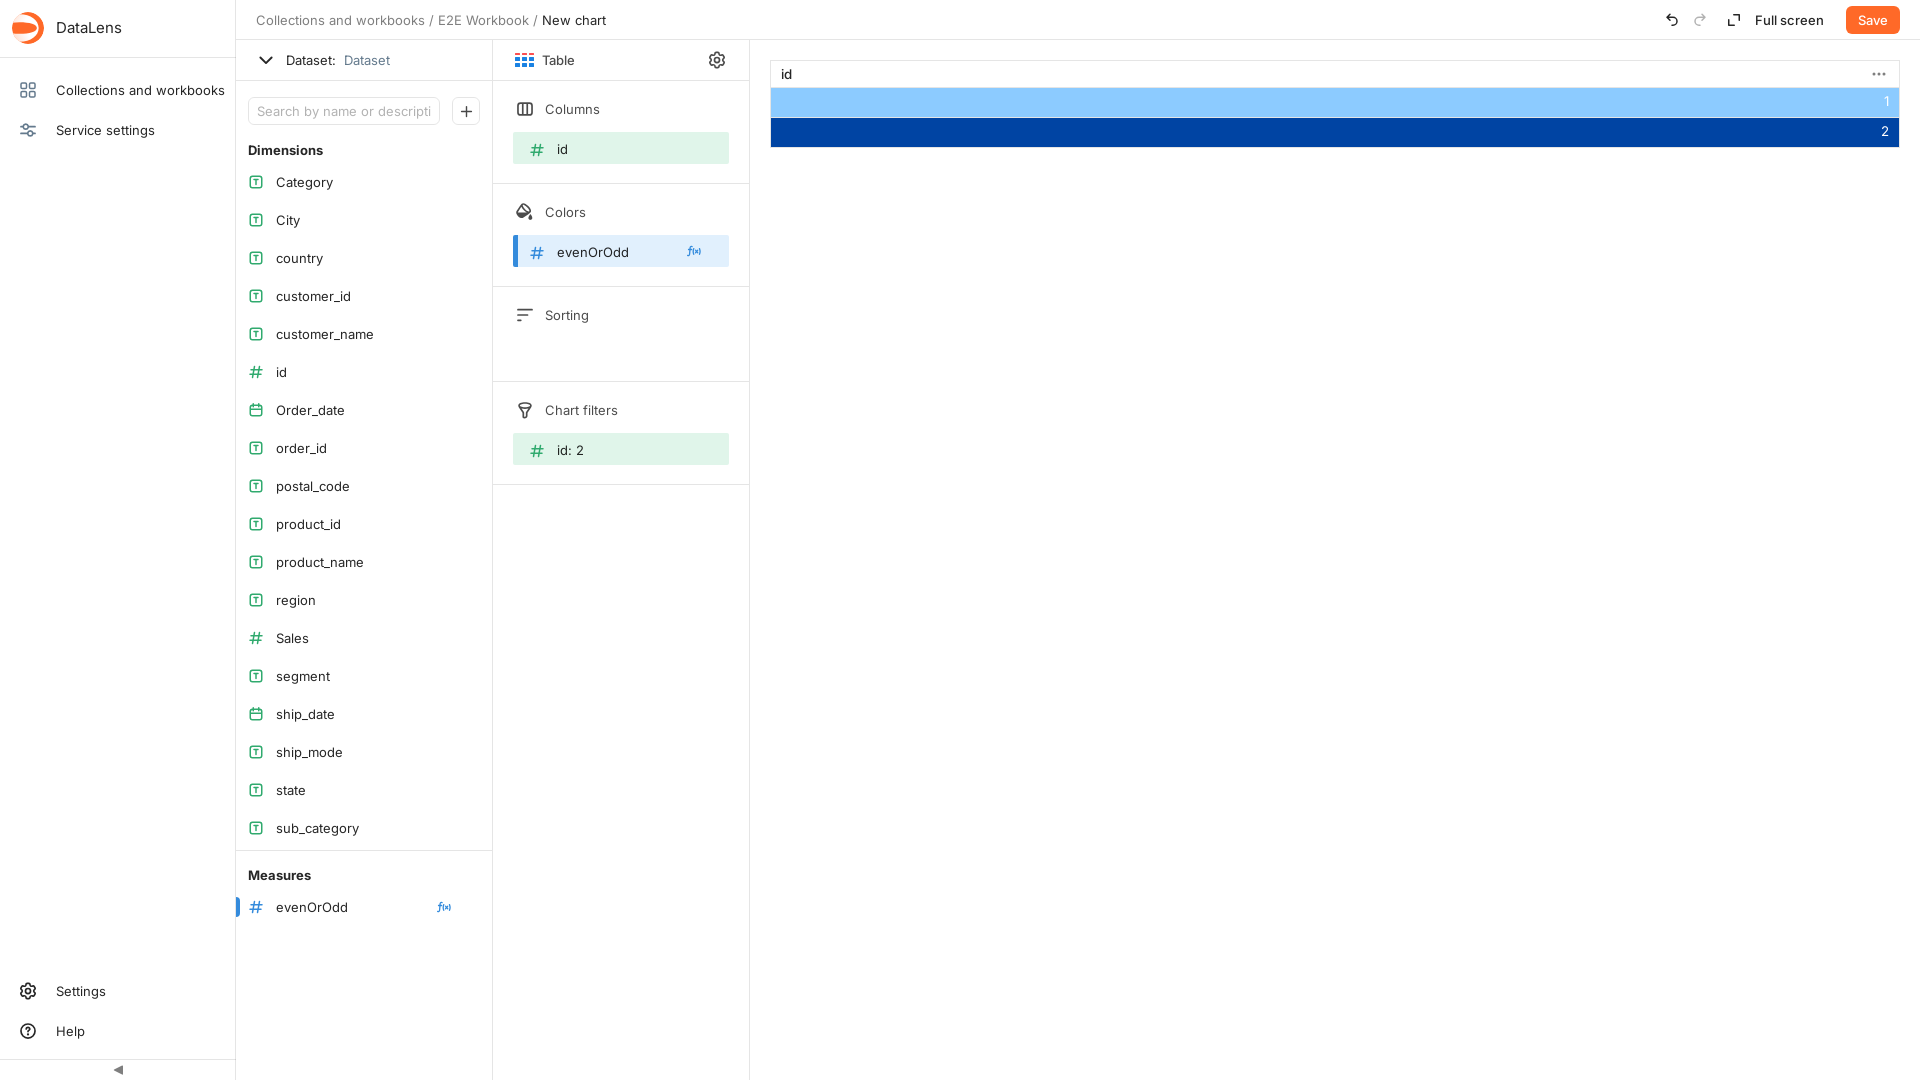 DataLens
Collections and workbooks
Service settings
Settings
Help
Collections and workbooks / E2E Workbook / New chart
Full screen
Save
Dataset: Dataset
Search by name or descripti
Dimensions
Category
City
country
customer_id
customer_name
id
Order_date
order_id
postal_code
product_id
product_name
region
Sales
segment
ship_date
ship_mode
state
sub_category
Measures
evenOrOdd
Table
Columns
id
Colors
evenOrOdd
Sorting
Chart filters
id: 2
id
1
2